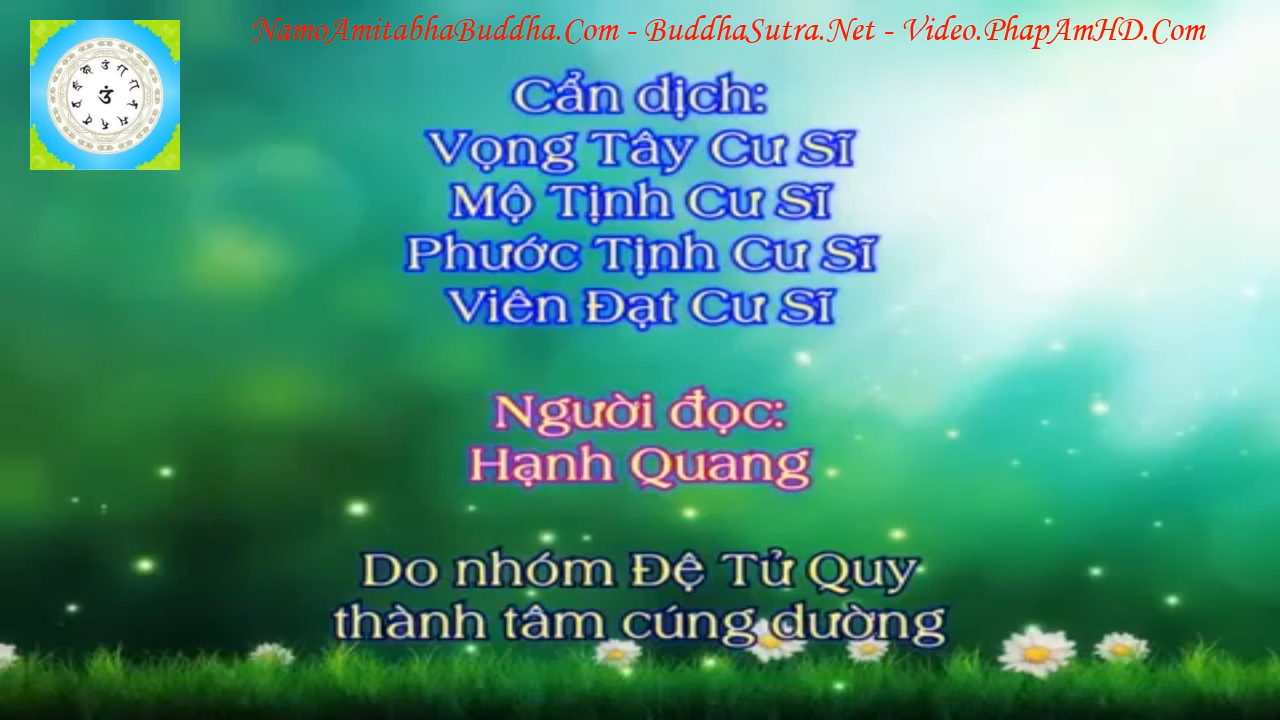 NamoAmitabhaBuddha.Com - BuddhaSutra.Net - Video.PhapAmHD.Com
Cẩn dịch:
Vọng Tây Cư Sĩ
Mộ Tịnh Cư Sĩ
Phước Tịnh Cư Sĩ
Viên Đạt Cư Sĩ
Người đọc:
Hạnh Quang
Do nhóm Đệ Tử Quy
thành tâm cúng dường